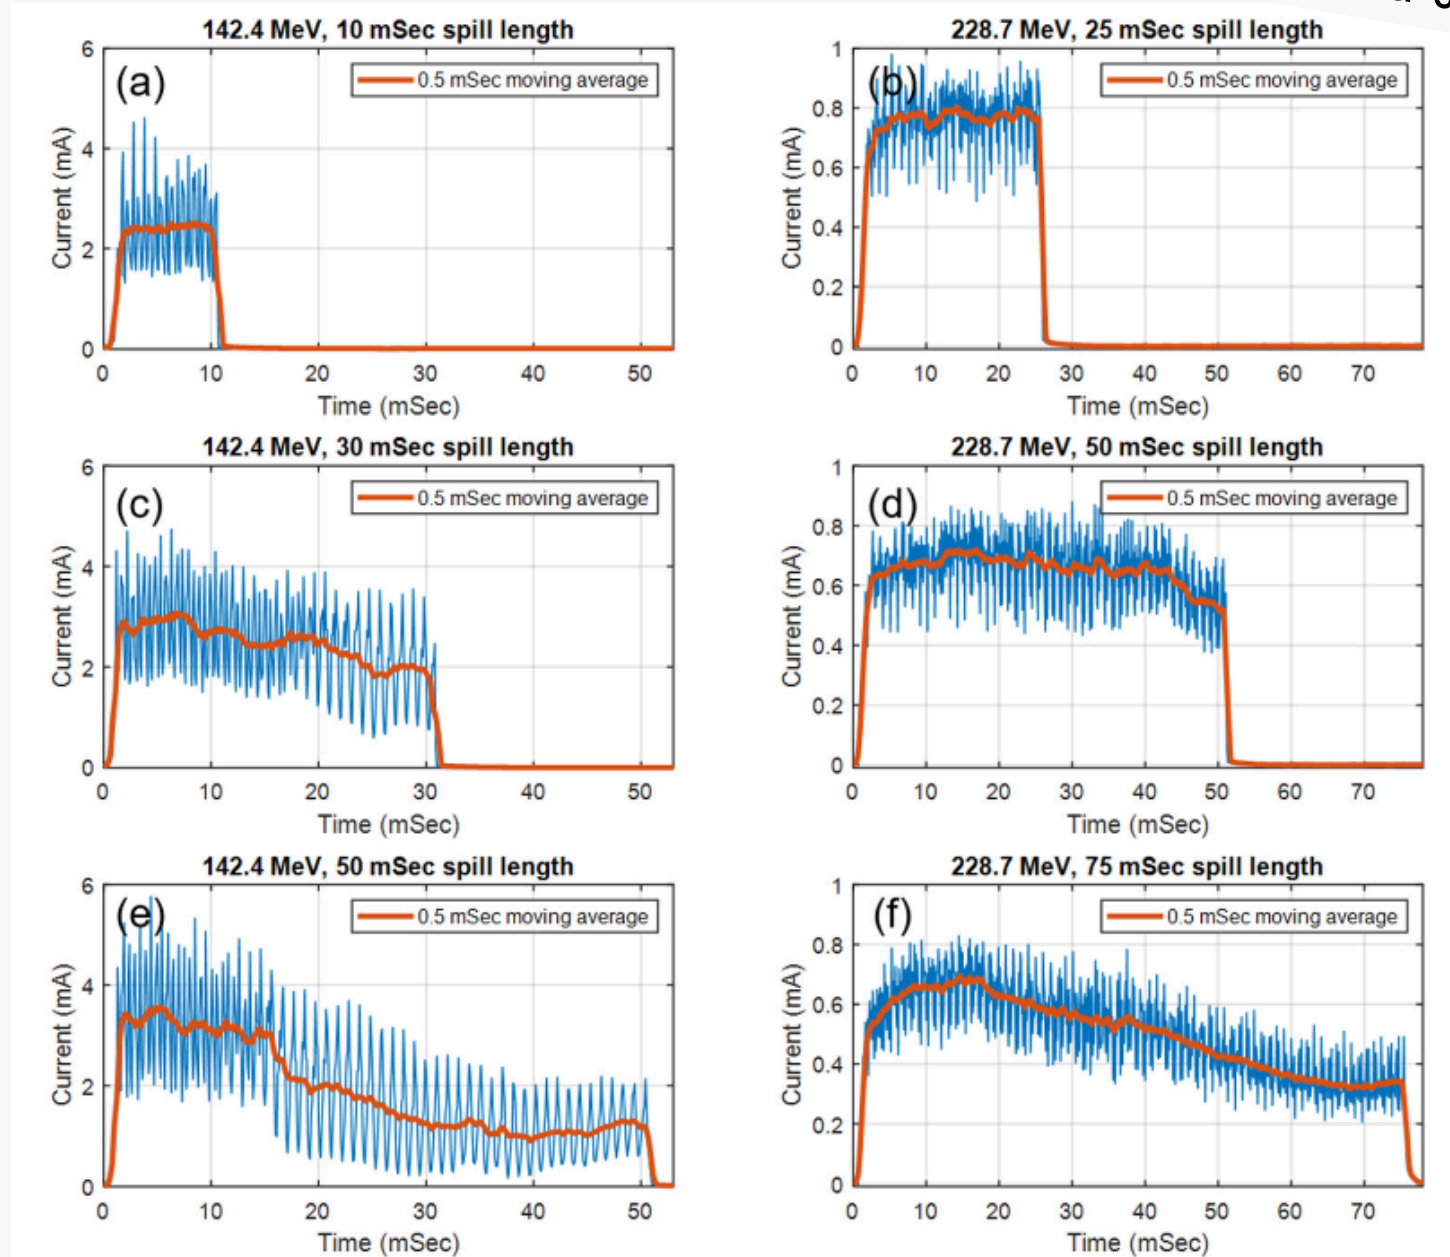 142.4 MeV, 10 mSec spill length
(a)
0.5 mSec moving average
Current (mA)
6
4
2
0
0 10 20 30 40 50
Time (mSec)
228.7 MeV, 25 mSec spill length
(b)
0.5 mSec moving average
Current (mA)
1
0.8
0.6
0.4
0.2
0
0 10 20 30 40 50 60 70
Time (mSec)
142.4 MeV, 30 mSec spill length
(c)
0.5 mSec moving average
Current (mA)
6
4
2
0
0 10 20 30 40 50
Time (mSec)
228.7 MeV, 50 mSec spill length
(d)
0.5 mSec moving average
Current (mA)
1
0.8
0.6
0.4
0.2
0
0 10 20 30 40 50 60 70
Time (mSec)
142.4 MeV, 50 mSec spill length
(e)
0.5 mSec moving average
Current (mA)
6
4
2
0
0 10 20 30 40 50
Time (mSec)
228.7 MeV, 75 mSec spill length
(f)
0.5 mSec moving average
Current (mA)
1
0.8
0.6
0.4
0.2
0
0 10 20 30 40 50 60 70
Time (mSec)